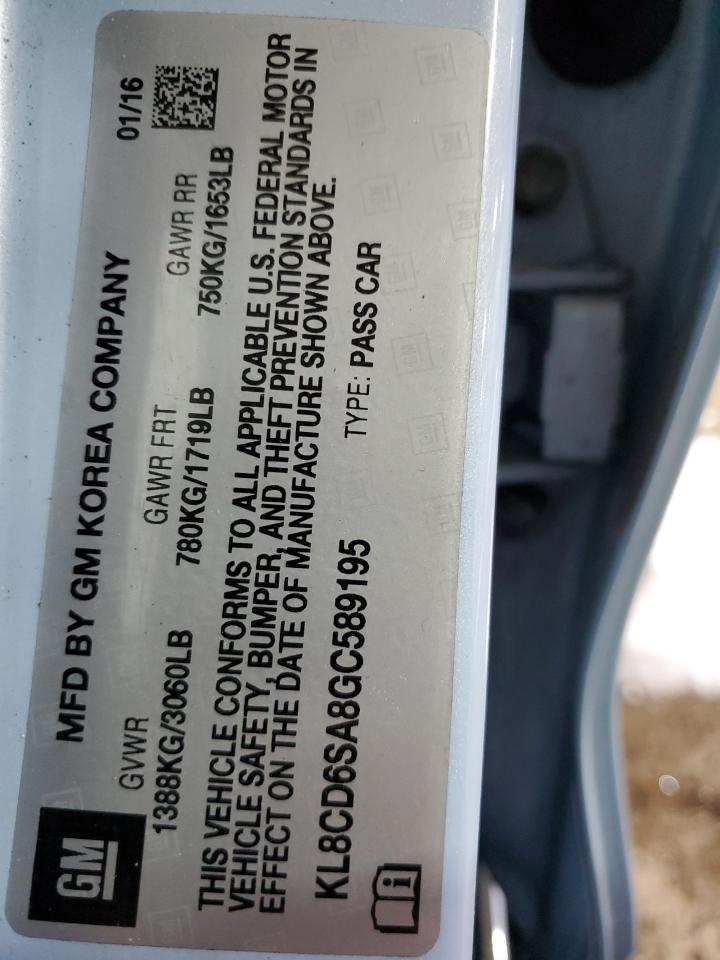 GM
MFD BY GM KOREA COMPANY
01/16
GVWR
GAWR FRT
GAWR RR
1388KG/3060LB
780KG/1719LB
750KG/1653LB
THIS VEHICLE CONFORMS TO ALL APPLICABLE U.S. FEDERAL MOTOR
VEHICLE SAFETY, BUMPER, AND THEFT PREVENTION STANDARDS IN
EFFECT ON THE DATE OF MANUFACTURE SHOWN ABOVE.
KL8CD6SA8GC589195
TYPE: PASS CAR